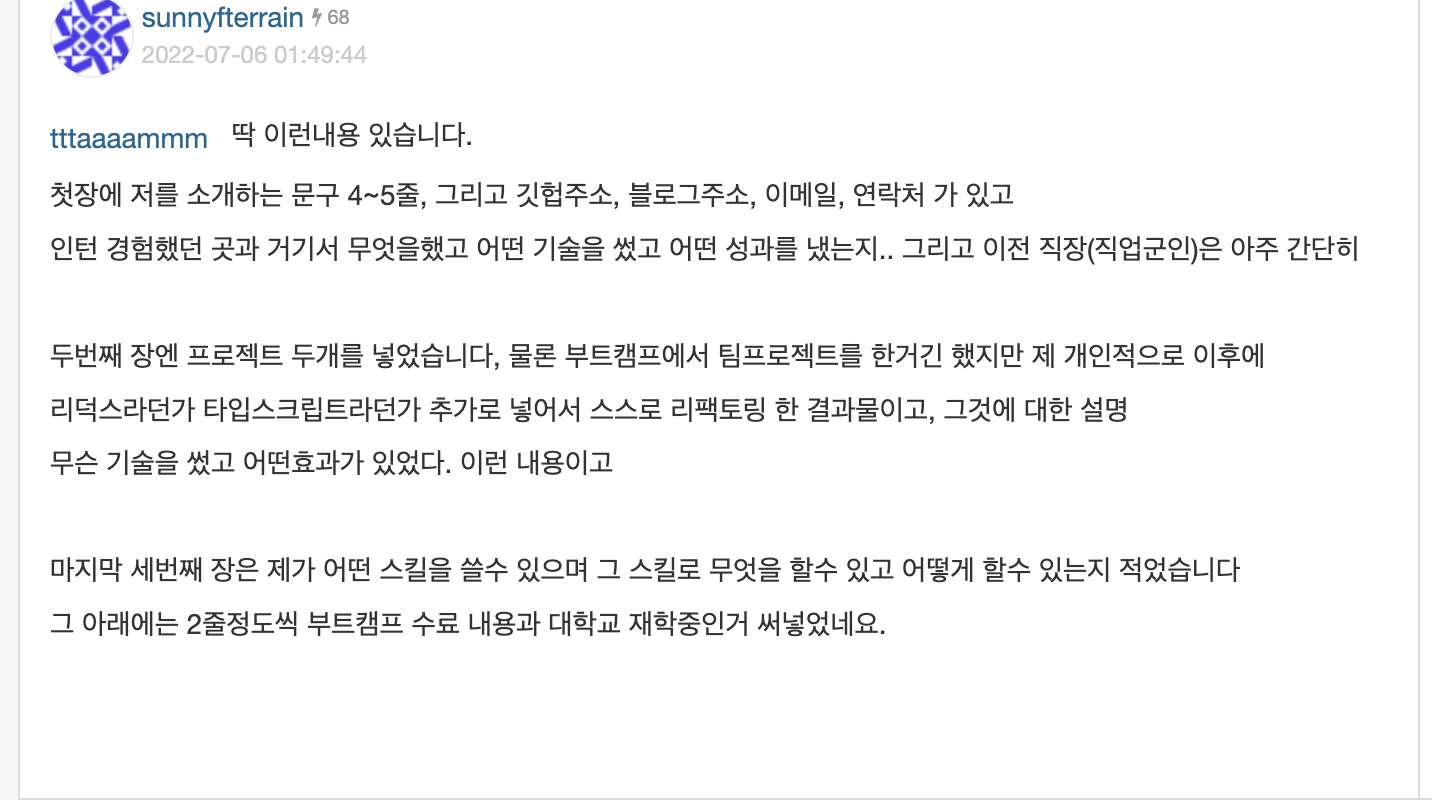 sunnyfterrain 68
2022-07-06 01:49:44
tttaaaammm 딱 이런내용 있습니다.
첫장에 저를 소개하는 문구 4~5줄, 그리고 깃헙주소, 블로그주소, 이메일, 연락처 가 있고
인턴 경험했던 곳과 거기서 무엇을했고 어떤 기술을 썼고 어떤 성과를 냈는지.. 그리고 이전 직장(직업군인)은 아주 간단히
두번째 장엔 프로젝트 두개를 넣었습니다, 물론 부트캠프에서 팀프로젝트를 한거긴 했지만 제 개인적으로 이후에
리덕스라던가 타입스크립트라던가 추가로 넣어서 스스로 리팩토링 한 결과물이고, 그것에 대한 설명
무슨 기술을 썼고 어떤효과가 있었다. 이런 내용이고
마지막 세번째 장은 제가 어떤 스킬을 쓸수 있으며 그 스킬로 무엇을 할수 있고 어떻게 할수 있는지 적었습니다
그 아래에는 2줄정도씩 부트캠프 수료 내용과 대학교 재학중인거 써넣었네요.